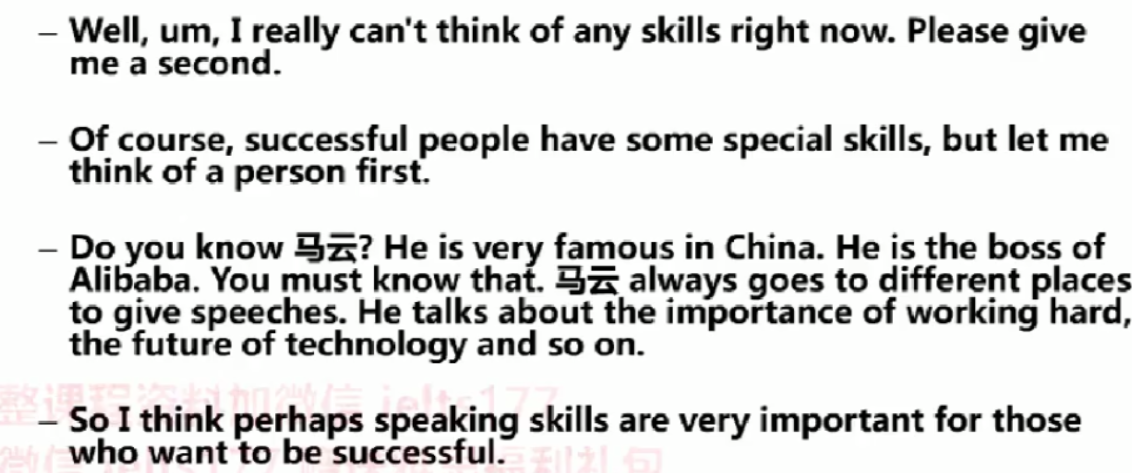 – Well, um, I really can't think of any skills right now. Please give
me a second.
– Of course, successful people have some special skills, but let me
think of a person first.
– Do you know 马云? He is very famous in China. He is the boss of
Alibaba. You must know that. 马云 always goes to different places
to give speeches. He talks about the importance of working hard,
the future of technology and so on.
整课程资料加微信 ielts177
– So I think perhaps speaking skills are very important for those
who want to be successful.
微信 ielts177 福利礼包